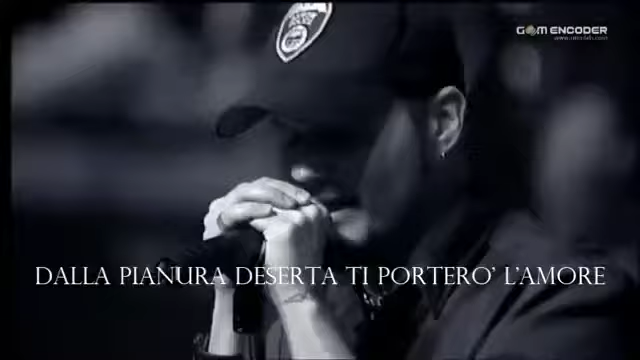 GOM ENCODER
DALLA PIANURA DESERTA TI PORTERO' L'AMORE